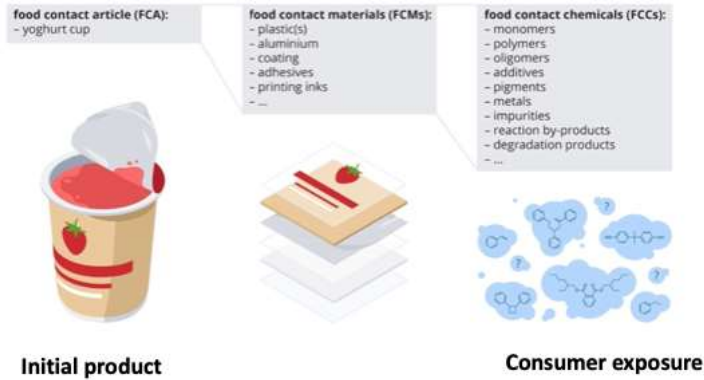 food contact article (FCA):
– yoghurt cup
food contact materials (FCMs):
– plastic(s)
– aluminium
– coating
– adhesives
– printing inks
– ...
food contact chemicals (FCCs):
– monomers
– polymers
– oligomers
– additives
– pigments
– metals
– impurities
– reaction by-products
– degradation products
– ...
?
?
?
Initial product
Consumer exposure